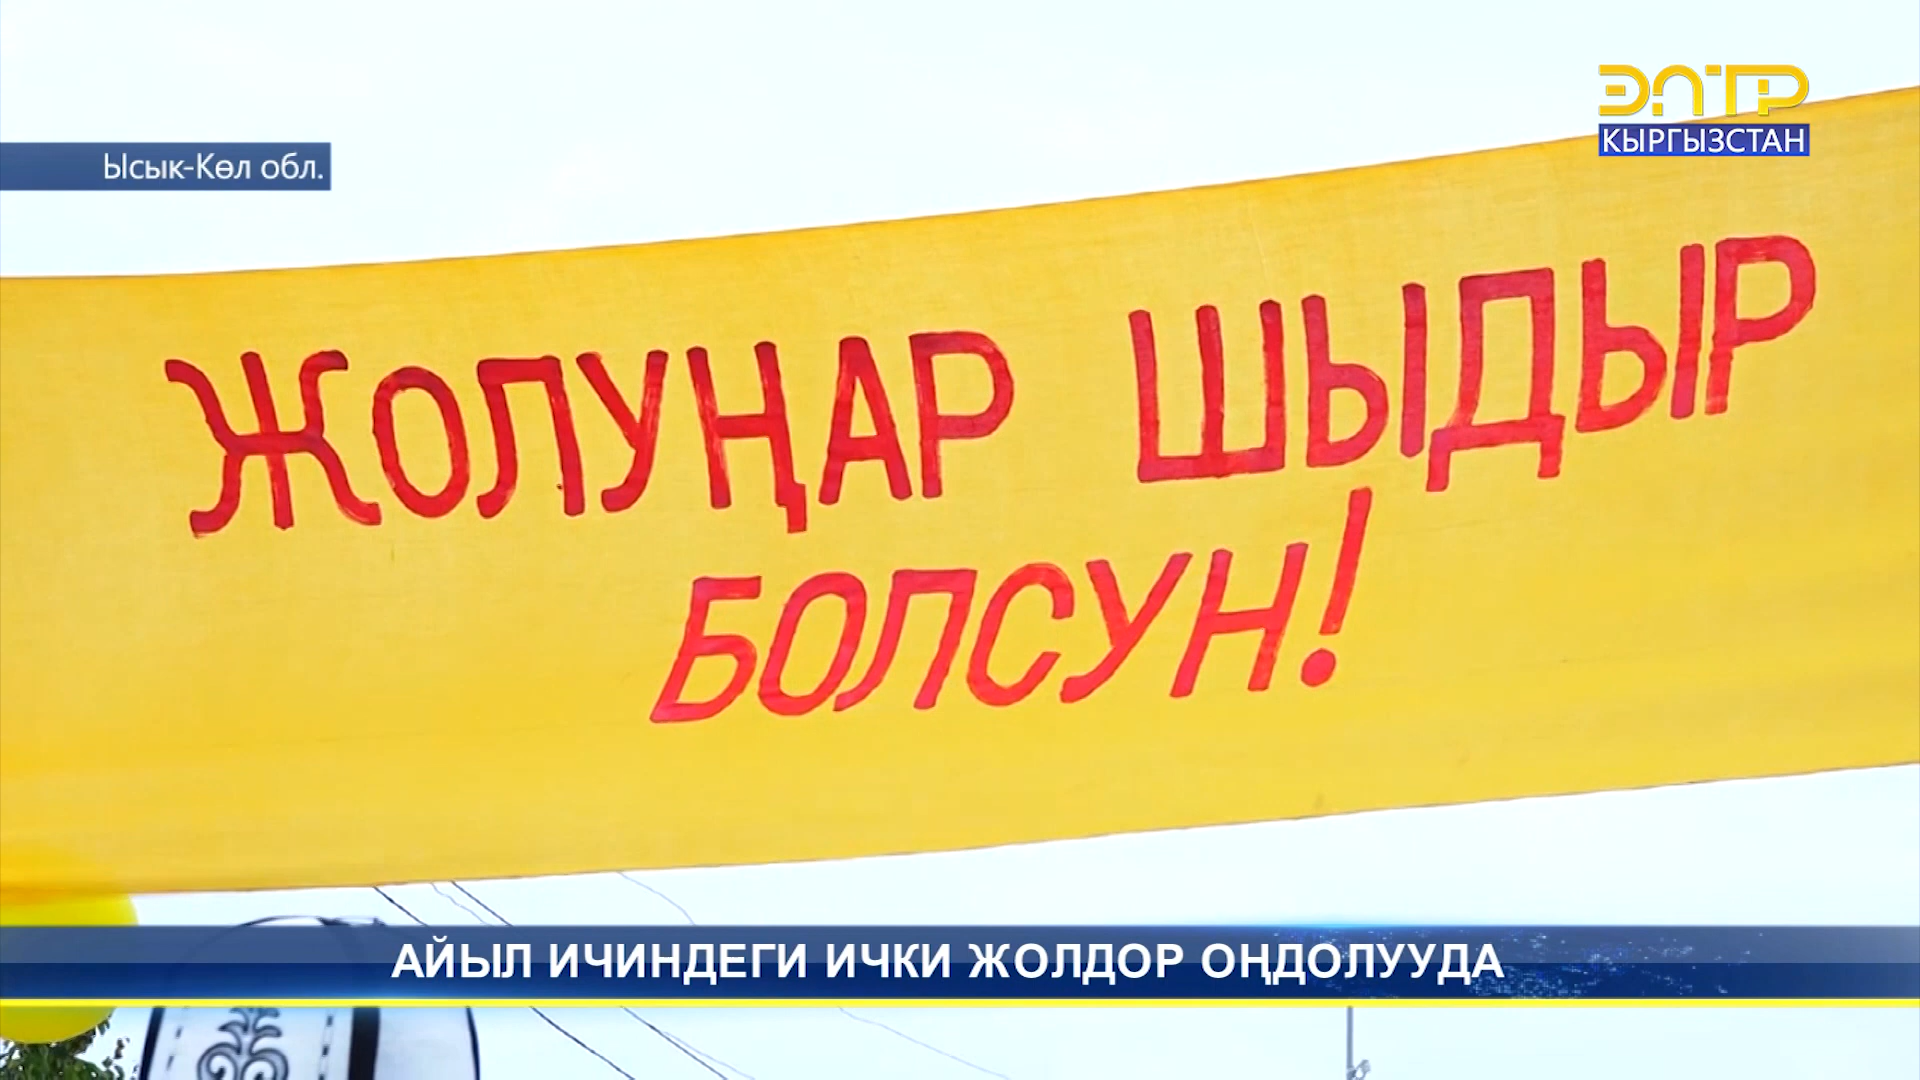 ЭЛТР
КЫРГЫЗСТАН
Ысык-Көл обл.
ЖОЛУҢАР ШЫДЫР
БОЛСУН!
АЙЫЛ ИЧИНДЕГИ ИЧКИ ЖОЛДОР ОҢДОЛУУДА